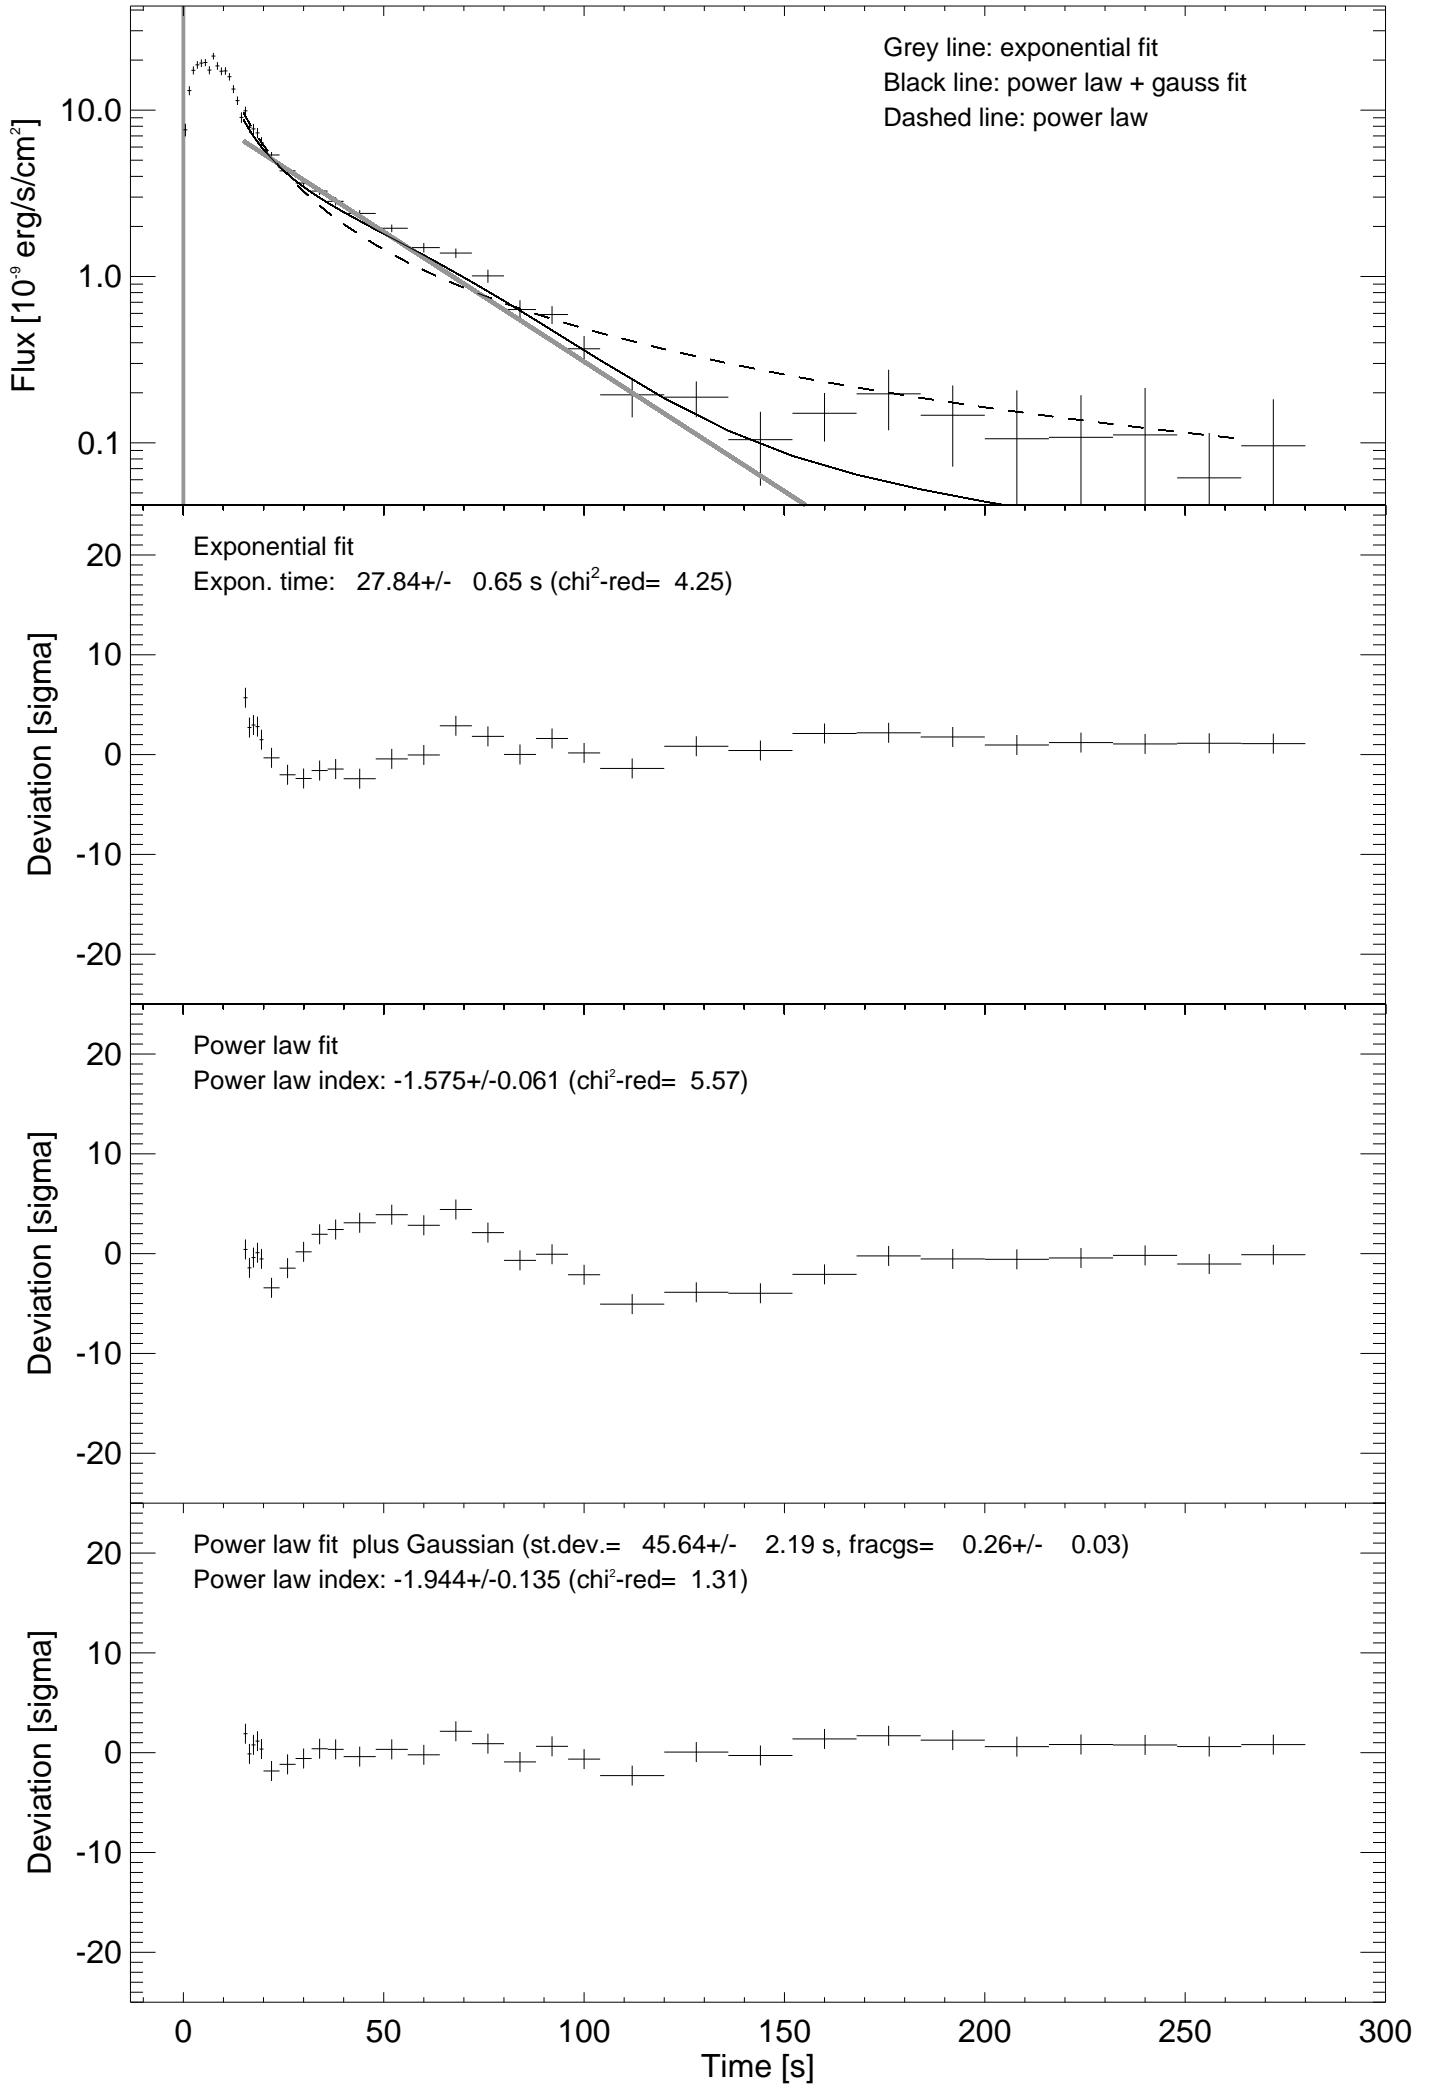 Grey line: exponential fit
Black line: power law + gauss fit
Dashed line: power law
10.0
1.0
0.1
Flux [10⁻⁹ erg/s/cm²]
Exponential fit
Expon. time: 27.84+/- 0.65 s (chi²-red= 4.25)
20
10
0
-10
-20
Deviation [sigma]
Power law fit
Power law index: -1.575+/-0.061 (chi²-red= 5.57)
20
10
0
-10
-20
Deviation [sigma]
Power law fit plus Gaussian (st.dev.= 45.64+/- 2.19 s, fracgs= 0.26+/- 0.03)
Power law index: -1.944+/-0.135 (chi²-red= 1.31)
20
10
0
-10
-20
Deviation [sigma]
0 50 100 150 200 250 300
Time [s]